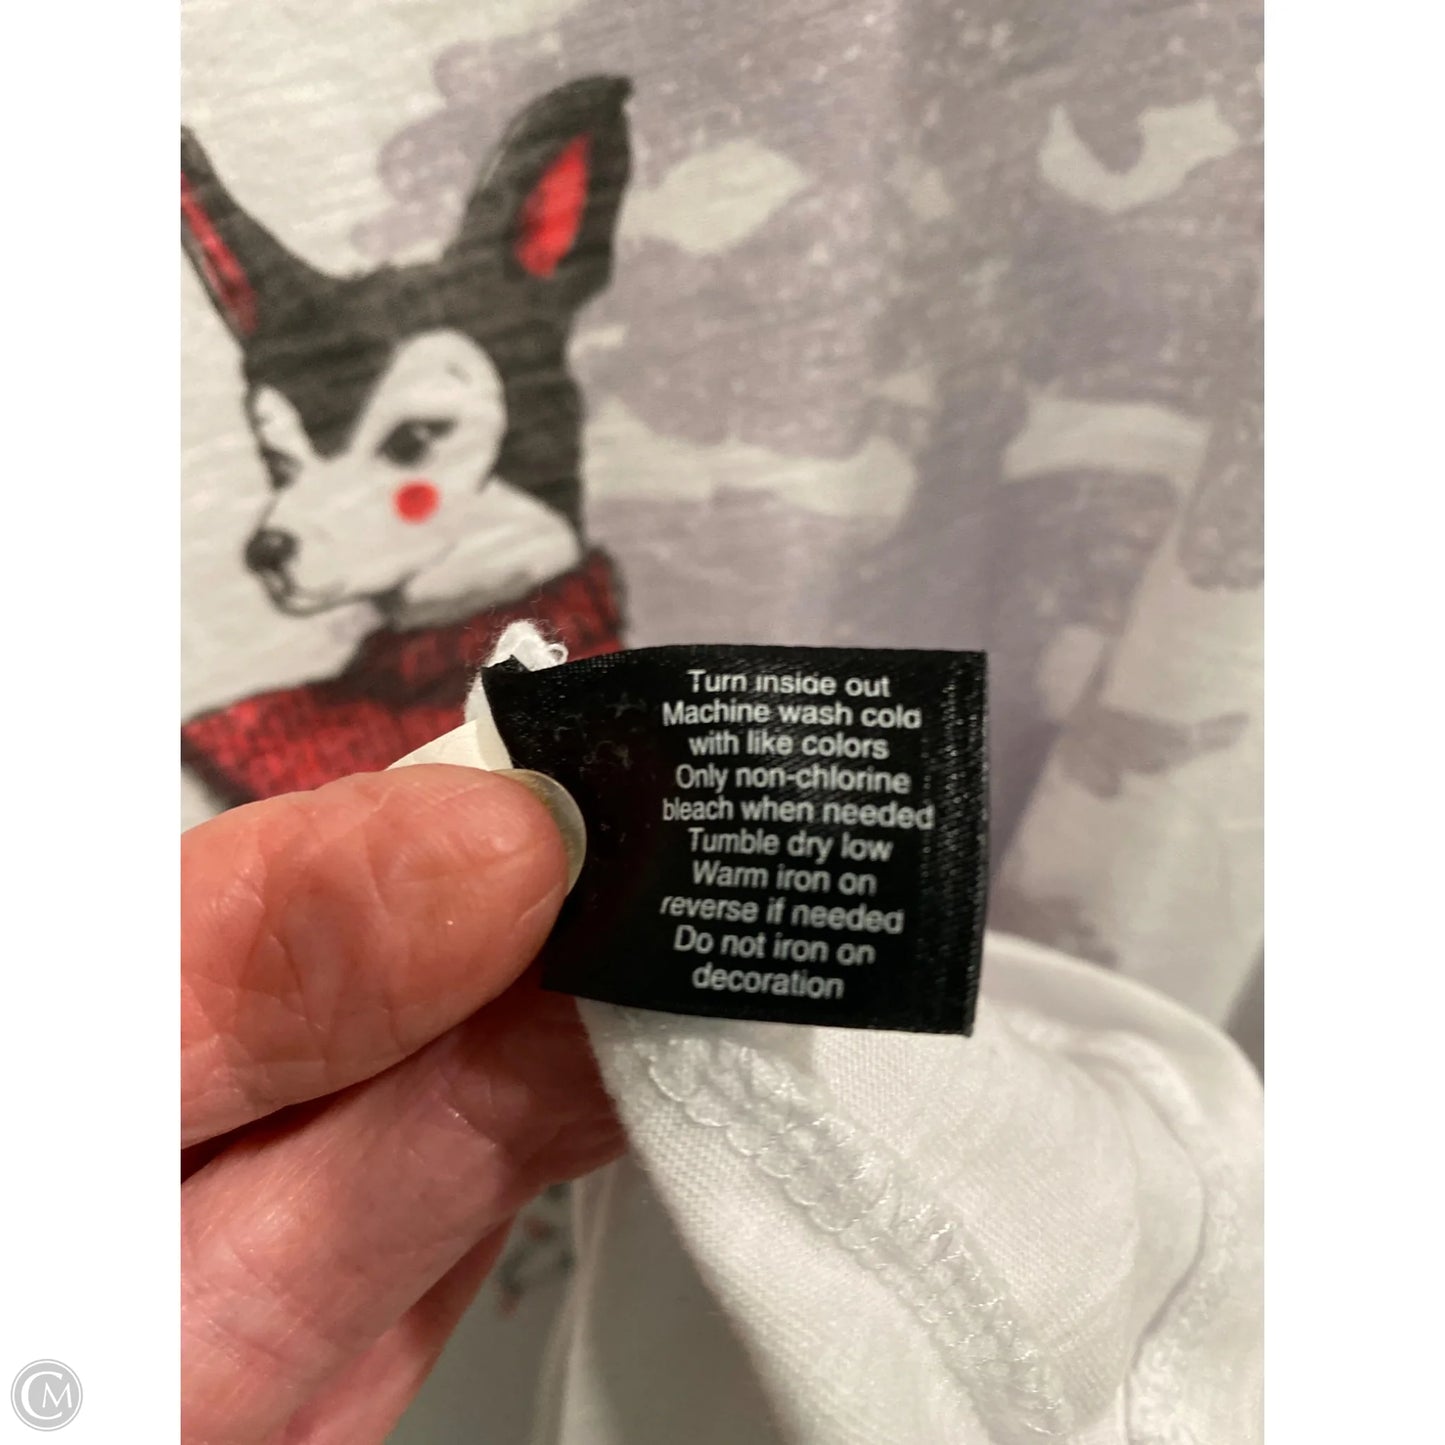 Turn inside out
Machine wash cold
with like colors
Only non-chlorine
bleach when needed
Tumble dry low
Warm iron on
reverse if needed
Do not iron on
decoration
CM